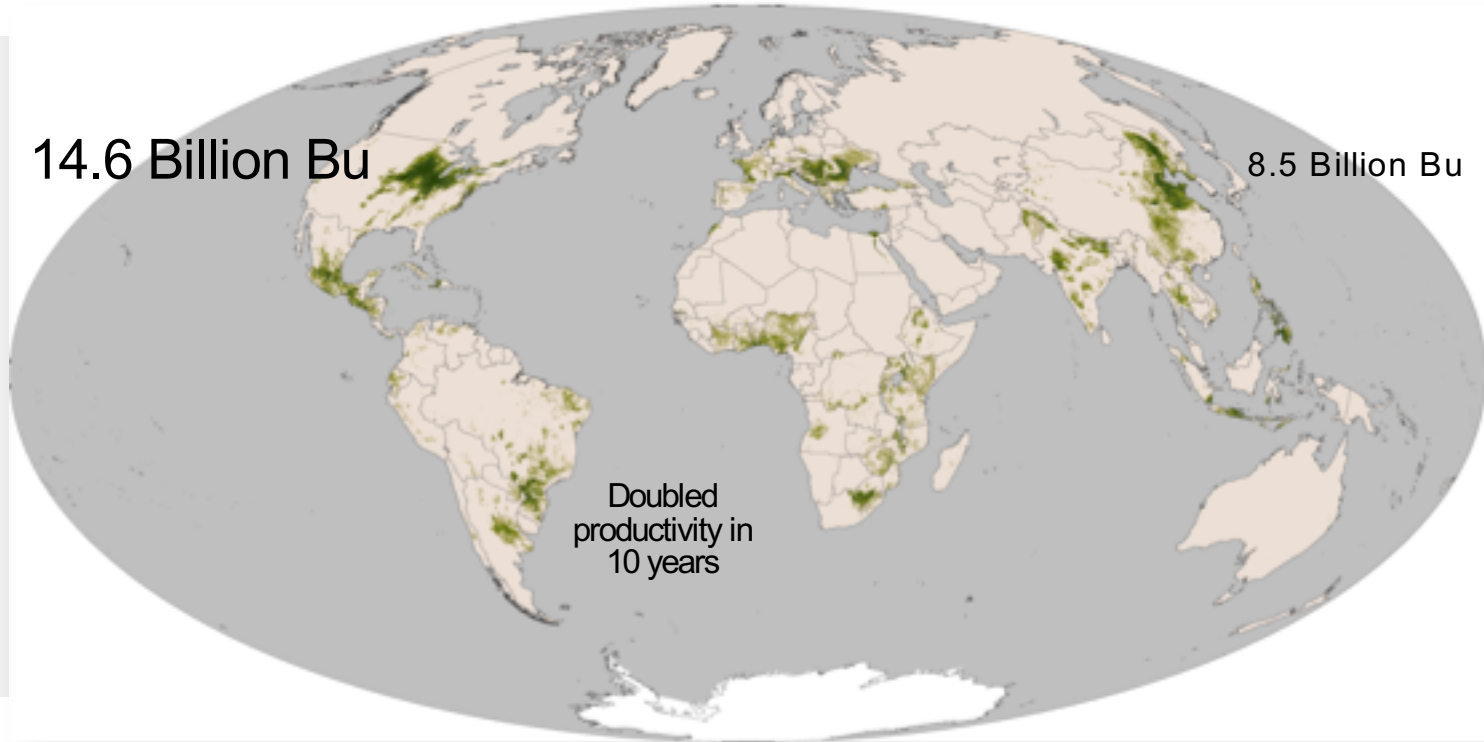 14.6 Billion Bu
8.5 Billion Bu
Doubled
productivity in
10 years